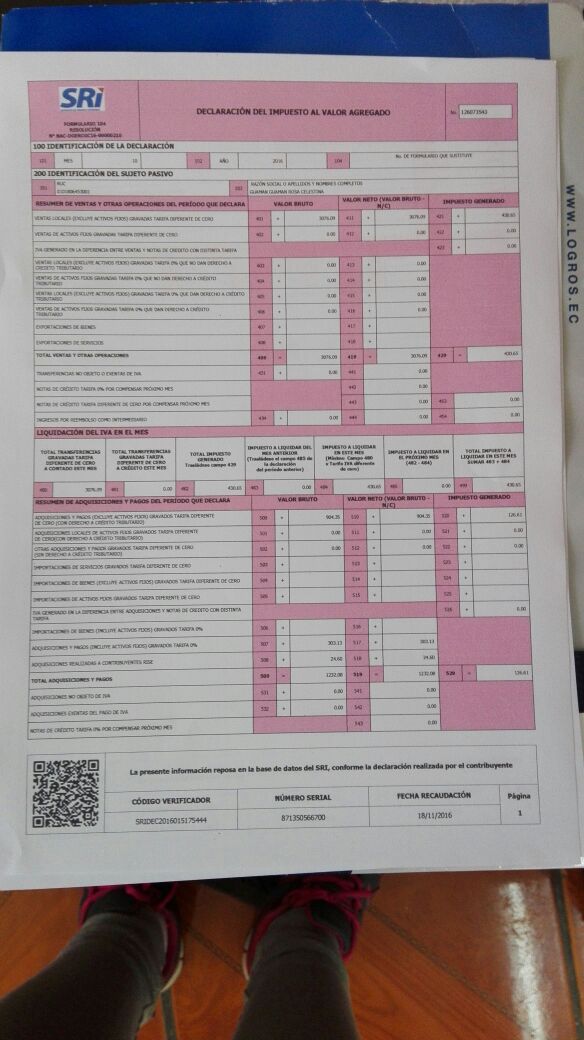 SRi
FORMULARIO 104
RESOLUCIÓN
N° NAC-DGERCGC16-00000210
DECLARACIÓN DEL IMPUESTO AL VALOR AGREGADO
No. 126073543
100 IDENTIFICACIÓN DE LA DECLARACIÓN
101 MES 10 102 AÑO 2016 104 No. DE FORMULARIO QUE SUSTITUYE
200 IDENTIFICACIÓN DEL SUJETO PASIVO
201 RUC 202 RAZÓN SOCIAL O APELLIDOS Y NOMBRES COMPLETOS
GUAMAN GUAMAN ROSA CELESTINA
RESUMEN DE VENTAS Y OTRAS OPERACIONES DEL PERÍODO QUE DECLARA VALOR BRUTO VALOR NETO (VALOR BRUTO - N/C) IMPUESTO GENERADO
VENTAS LOCALES (EXCLUYE ACTIVOS FIJOS) GRAVADAS TARIFA DIFERENTE DE CERO 401 + 3076.09 411 + 3076.09 421 + 430.65
VENTAS DE ACTIVOS FIJOS GRAVADAS TARIFA DIFERENTE DE CERO 402 + 0.00 412 + 0.00 422 + 0.00
IVA GENERADO EN LA DIFERENCIA ENTRE VENTAS Y NOTAS DE CRÉDITO CON DISTINTA TARIFA 423 + 0.00
VENTAS LOCALES (EXCLUYE ACTIVOS FIJOS) GRAVADAS TARIFA 0% QUE NO DAN DERECHO A CRÉDITO TRIBUTARIO 403 + 0.00 413 + 0.00
VENTAS DE ACTIVOS FIJOS GRAVADAS TARIFA 0% QUE NO DAN DERECHO A CRÉDITO TRIBUTARIO 404 + 0.00 414 + 0.00
VENTAS LOCALES (EXCLUYE ACTIVOS FIJOS) GRAVADAS TARIFA 0% QUE DAN DERECHO A CRÉDITO TRIBUTARIO 405 + 0.00 415 + 0.00
VENTAS DE ACTIVOS FIJOS GRAVADAS TARIFA 0% QUE DAN DERECHO A CRÉDITO TRIBUTARIO 406 + 0.00 416 + 0.00
EXPORTACIONES DE BIENES 407 + 417 +
EXPORTACIONES DE SERVICIOS 408 + 418 +
TOTAL VENTAS Y OTRAS OPERACIONES 409 = 3076.09 419 = 3076.09 429 = 430.65
TRANSFERENCIAS NO OBJETO O EXENTAS DE IVA 431 + 0.00 441 0.00
NOTAS DE CRÉDITO TARIFA 0% POR COMPENSAR PRÓXIMO MES 442 0.00
NOTAS DE CRÉDITO TARIFA DIFERENTE DE CERO POR COMPENSAR PRÓXIMO MES 443 0.00 453 0.00
INGRESOS POR REEMBOLSO COMO INTERMEDIARIO 434 + 0.00 444 0.00 454 0.00
LIQUIDACIÓN DEL IVA EN EL MES
TOTAL TRANSFERENCIAS GRAVADAS TARIFA DIFERENTE DE CERO A CONTADO ESTE MES
TOTAL TRANSFERENCIAS GRAVADAS TARIFA DIFERENTE DE CERO A CRÉDITO ESTE MES
TOTAL IMPUESTO GENERADO Trasládese campo 429
IMPUESTO A LIQUIDAR DEL MES ANTERIOR (Trasládese el campo 485 de la declaración del período anterior)
IMPUESTO A LIQUIDAR EN ESTE MES (Mínimo: Campo 480 x Tarifa IVA diferente de cero)
IMPUESTO A LIQUIDAR EN EL PRÓXIMO MES (482 - 484)
TOTAL IMPUESTO A LIQUIDAR EN ESTE MES SUMAR 483 + 484
480 3076.09 481 0.00 482 430.65 483 0.00 484 430.65 485 0.00 499 430.65
RESUMEN DE ADQUISICIONES Y PAGOS DEL PERÍODO QUE DECLARA VALOR BRUTO VALOR NETO (VALOR BRUTO - N/C) IMPUESTO GENERADO
ADQUISICIONES Y PAGOS (EXCLUYE ACTIVOS FIJOS) GRAVADOS TARIFA DIFERENTE DE CERO (CON DERECHO A CRÉDITO TRIBUTARIO) 500 + 904.35 510 + 904.35 520 + 126.61
ADQUISICIONES LOCALES DE ACTIVOS FIJOS GRAVADOS TARIFA DIFERENTE DE CERO(CON DERECHO A CRÉDITO TRIBUTARIO) 501 + 0.00 511 + 0.00 521 + 0.00
OTRAS ADQUISICIONES Y PAGOS GRAVADOS TARIFA DIFERENTE DE CERO (SIN DERECHO A CRÉDITO TRIBUTARIO) 502 + 0.00 512 + 0.00 522 + 0.00
IMPORTACIONES DE SERVICIOS GRAVADOS TARIFA DIFERENTE DE CERO 503 + 513 + 523 +
IMPORTACIONES DE BIENES (EXCLUYE ACTIVOS FIJOS) GRAVADOS TARIFA DIFERENTE DE CERO 504 + 514 + 524 +
IMPORTACIONES DE ACTIVOS FIJOS GRAVADOS TARIFA DIFERENTE DE CERO 505 + 515 + 525 +
IVA GENERADO EN LA DIFERENCIA ENTRE ADQUISICIONES Y NOTAS DE CREDITO CON DISTINTA TARIFA 526 + 0.00
IMPORTACIONES DE BIENES (INCLUYE ACTIVOS FIJOS) GRAVADOS TARIFA 0% 506 + 516 +
ADQUISICIONES Y PAGOS (INCLUYE ACTIVOS FIJOS) GRAVADOS TARIFA 0% 507 + 303.13 517 + 303.13
ADQUISICIONES REALIZADAS A CONTRIBUYENTES RISE 508 + 24.60 518 + 24.60
TOTAL ADQUISICIONES Y PAGOS 509 = 1232.08 519 = 1232.08 529 = 126.61
ADQUISICIONES NO OBJETO DE IVA 531 + 0.00 541 0.00
ADQUISICIONES EXENTAS DEL PAGO DE IVA 532 + 0.00 542 0.00
NOTAS DE CRÉDITO TARIFA 0% POR COMPENSAR PRÓXIMO MES 543 0.00
La presente información reposa en la base de datos del SRI, conforme la declaración realizada por el contribuyente
CÓDIGO VERIFICADOR NÚMERO SERIAL FECHA RECAUDACIÓN Página
SRIDEC2016015175444 871350566700 18/11/2016 1
WWW.LOGROS.EC